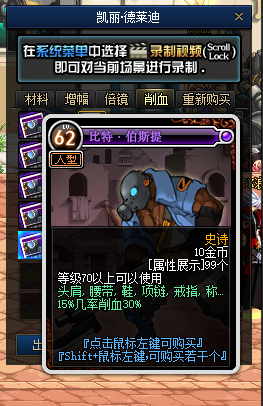 凯丽·德莱迪
在系统菜单中选择 录制视频(Scroll Lock)
即可对当前场景进行录制.
材料 增幅 倍镜 削血 重新购买
LV. 62
比特·伯斯提
人型
史诗
10金币
[属性展示]99个
等级70以上可以使用
头肩, 腰带, 鞋, 项链, 戒指, 称...
15%几率削血30%
『点击鼠标左键可购买』
『Shift+鼠标左键,可购买若干个』
出